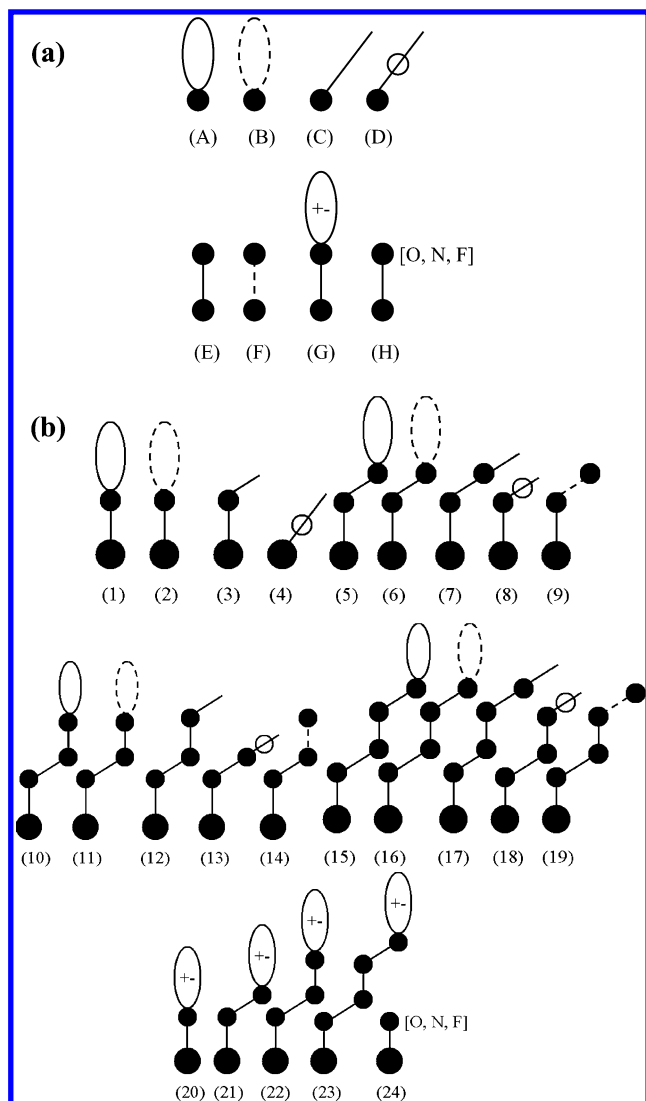 (a)
(A) (B) (C) (D)
+-
[O, N, F]
(E) (F) (G) (H)
(b)
(1) (2) (3) (4) (5) (6) (7) (8) (9)
(10) (11) (12) (13) (14) (15) (16) (17) (18) (19)
+-
+-
+-
+-
[O, N, F]
(20) (21) (22) (23) (24)